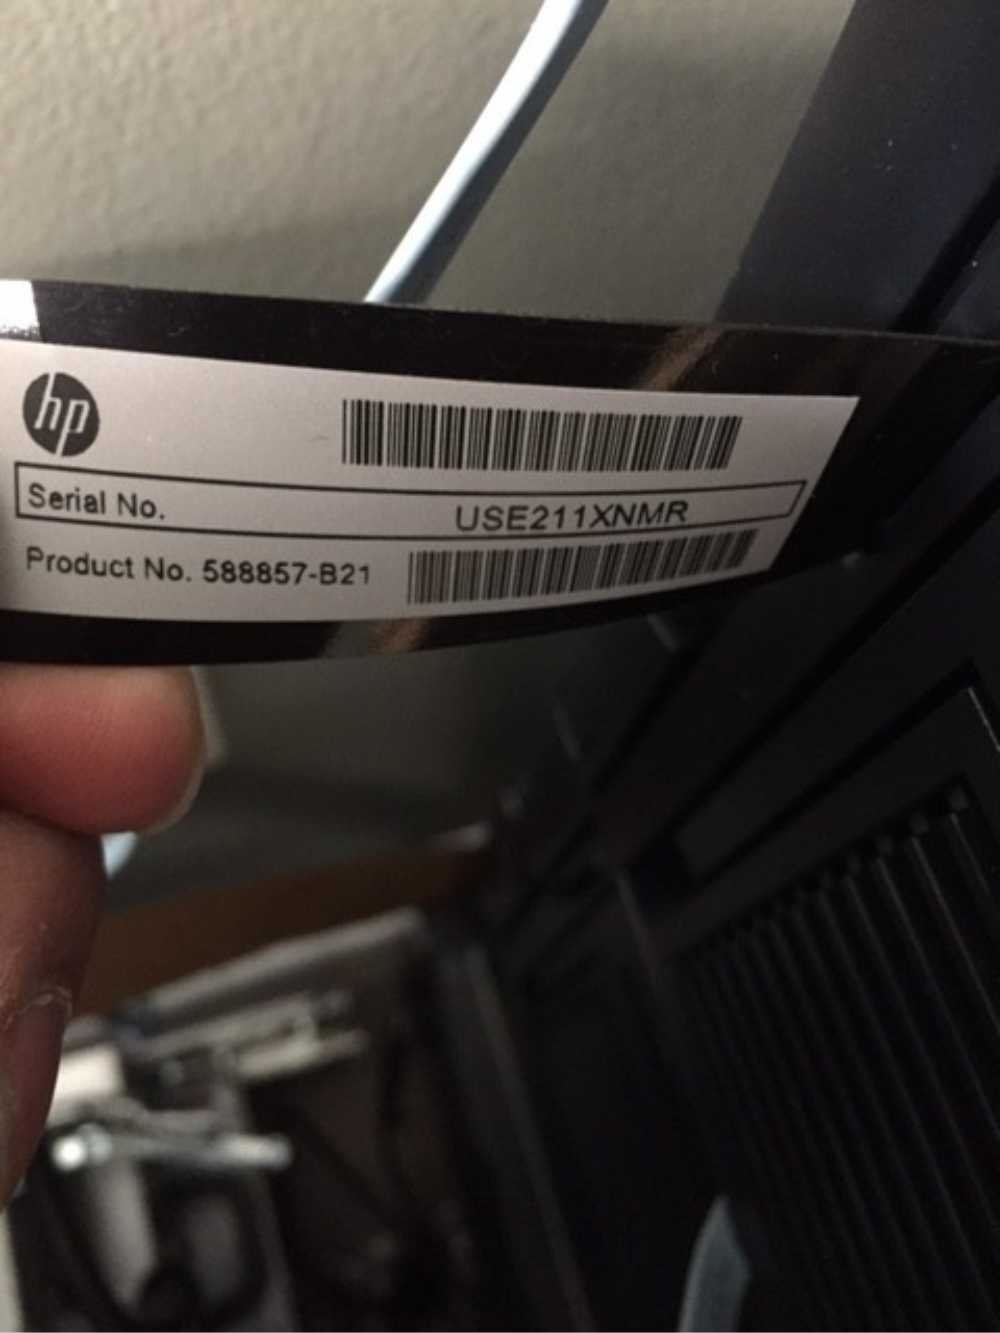 hp
Serial No. USE211XNMR
Product No. 588857-B21